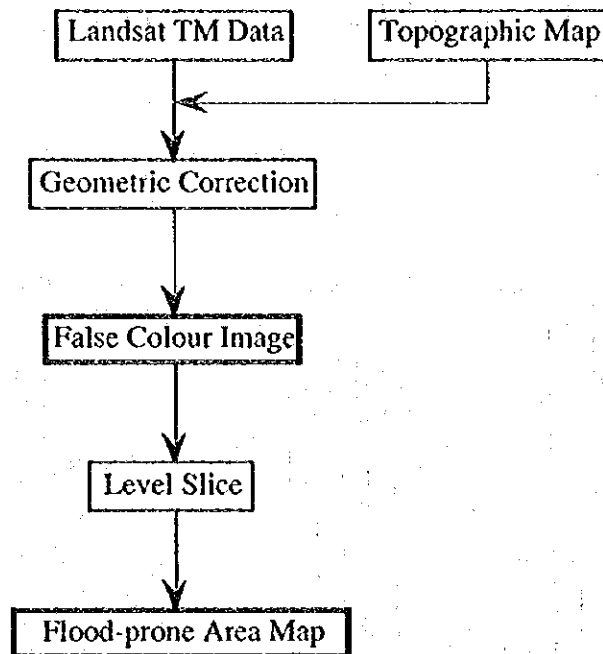 Landsat TM Data
Topographic Map
Geometric Correction
False Colour Image
Level Slice
Flood-prone Area Map